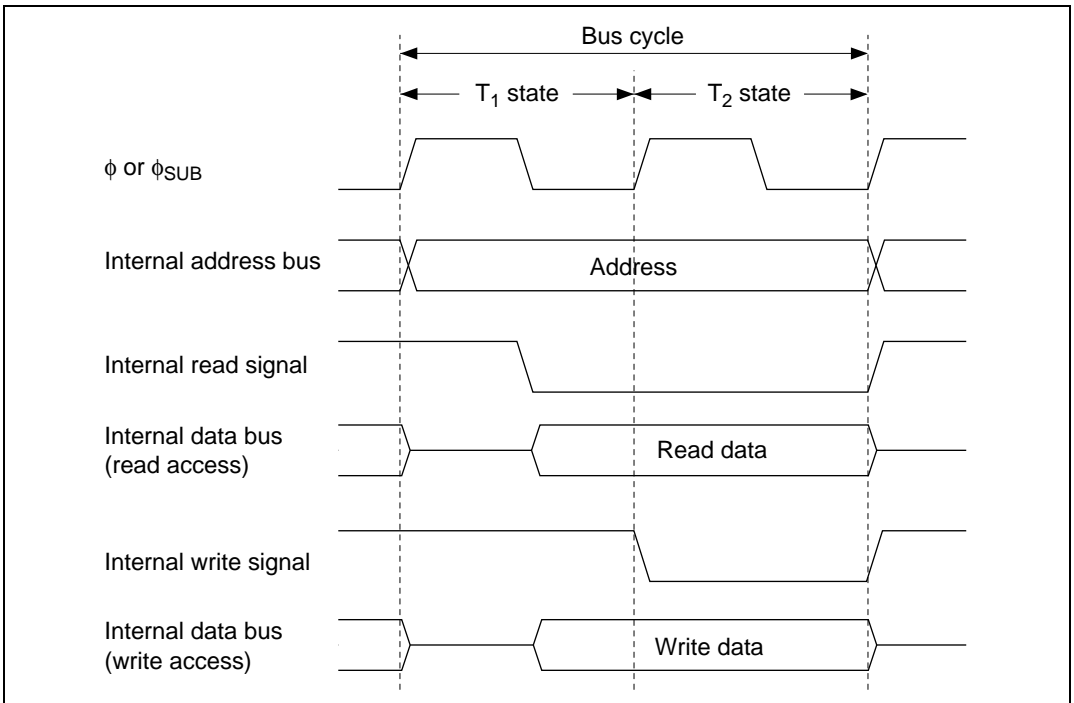 Bus cycle
T1 state
T2 state
ϕ or ϕSUB
Internal address bus
Address
Internal read signal
Internal data bus
(read access)
Read data
Internal write signal
Internal data bus
(write access)
Write data